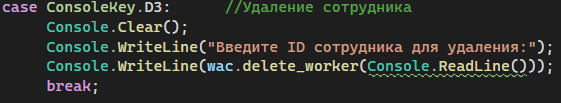 case ConsoleKey.D3:      //Удаление сотрудника
    Console.Clear();
    Console.WriteLine("Введите ID сотрудника для удаления:");
    Console.WriteLine(wac.delete_worker(Console.ReadLine()));
    break;